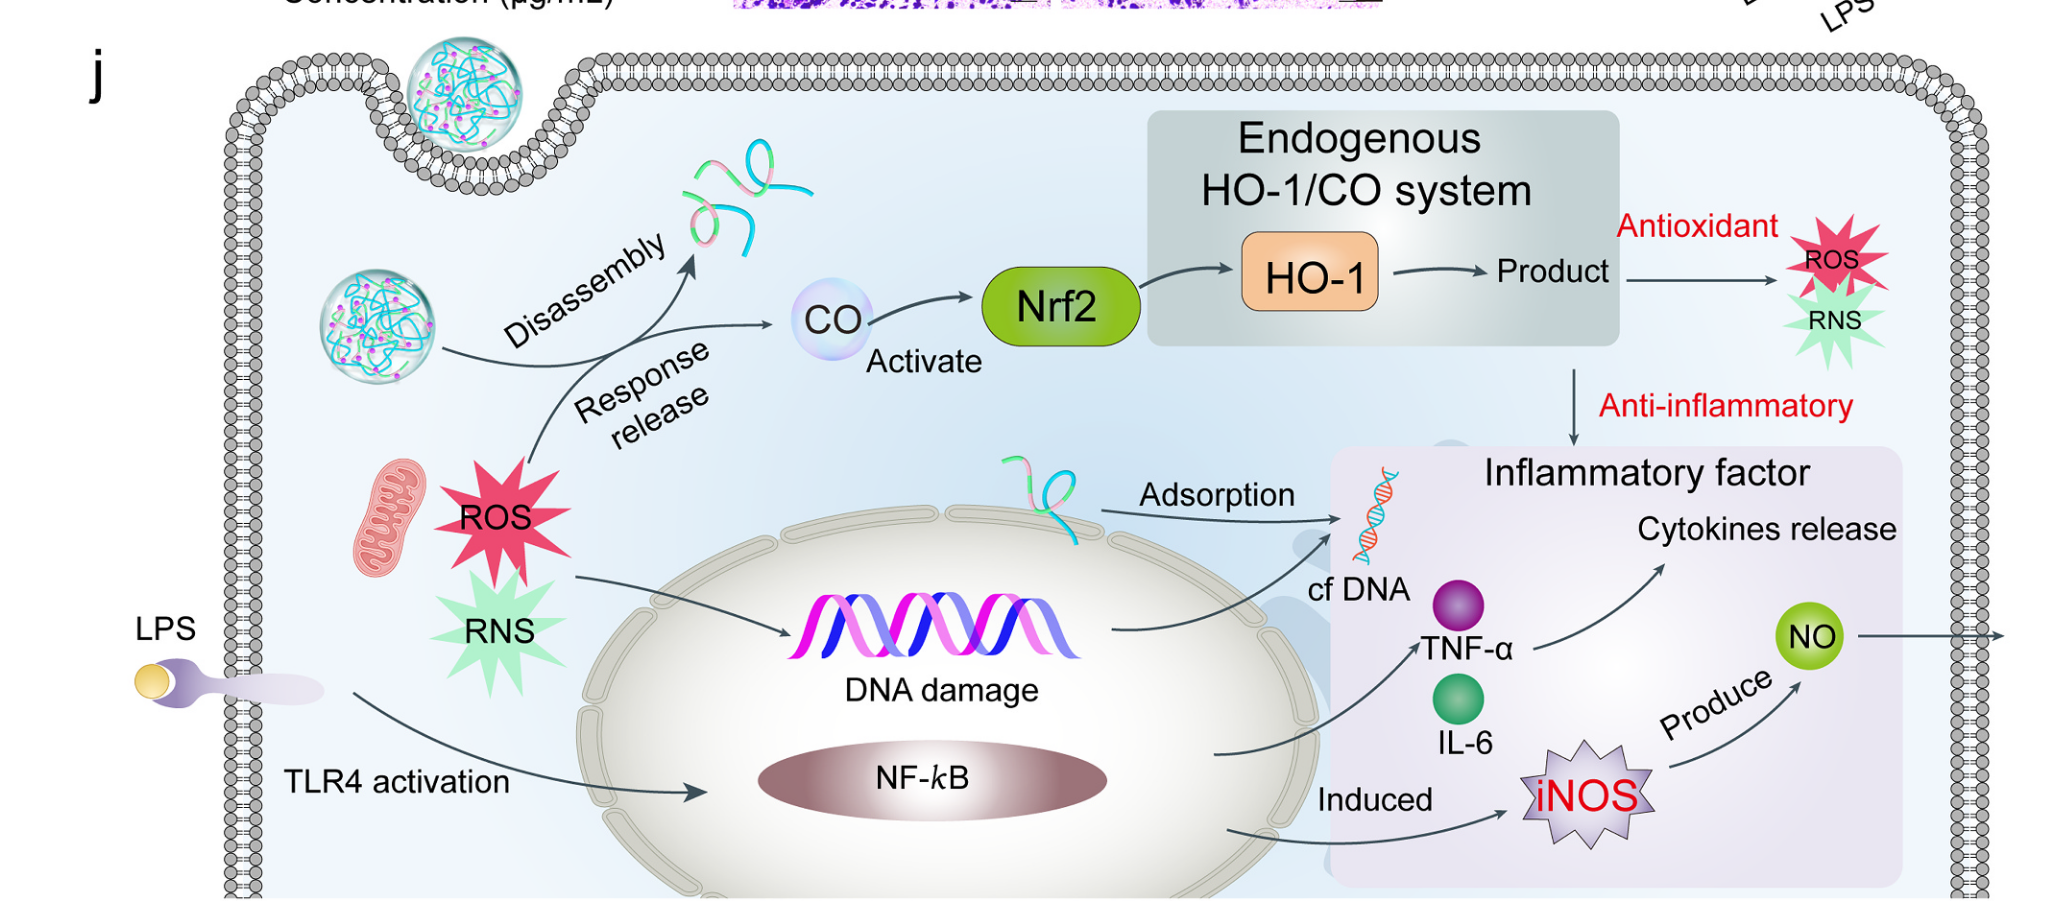 Concentration (μg/mL)
LPS
j
Endogenous
HO-1/CO system
Antioxidant
ROS
RNS
HO-1
Product
Disassembly
CO
Nrf2
Activate
Response
release
Anti-inflammatory
Inflammatory factor
Cytokines release
Adsorption
ROS
RNS
cf DNA
TNF-α
NO
LPS
DNA damage
IL-6
Produce
TLR4 activation
NF-kB
Induced
iNOS